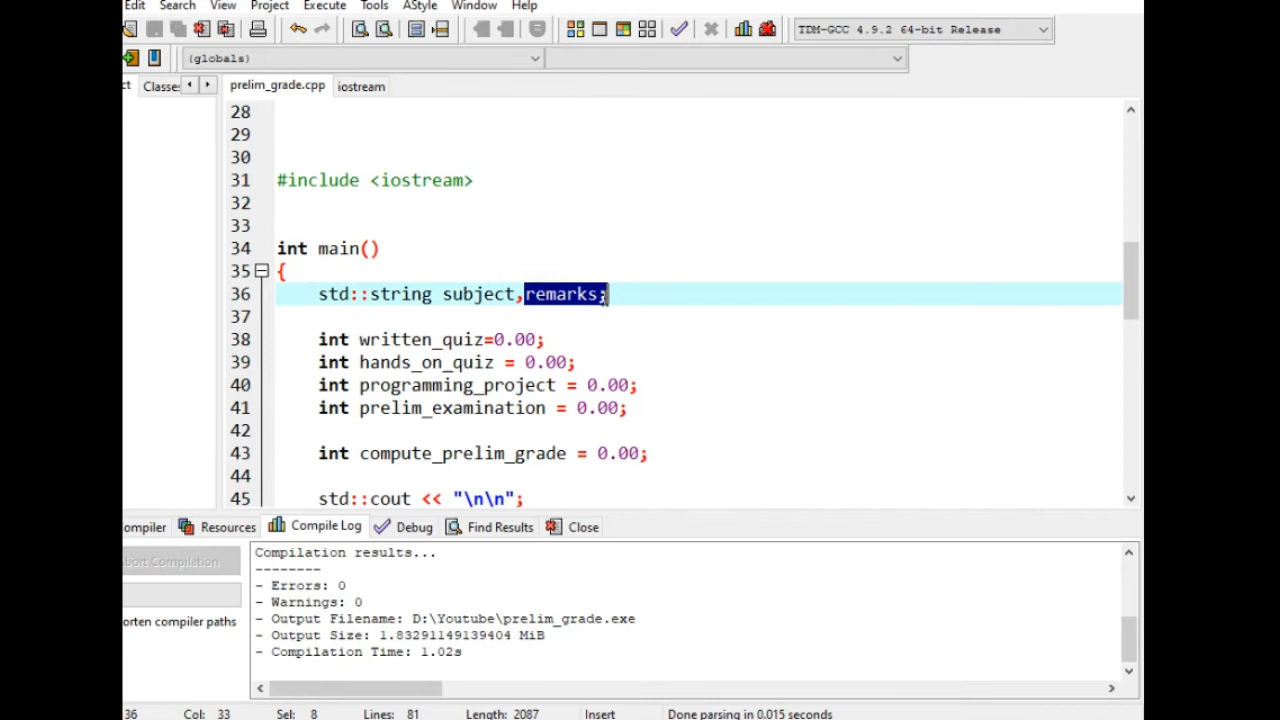 Edit Search View Project Execute Tools AStyle Window Help
TDM-GCC 4.9.2 64-bit Release
(globals)
Classes prelim_grade.cpp iostream
28
29
30
31 #include <iostream>
32
33
34 int main()
35 {
36 std::string subject,remarks;
37
38 int written_quiz=0.00;
39 int hands_on_quiz = 0.00;
40 int programming_project = 0.00;
41 int prelim_examination = 0.00;
42
43 int compute_prelim_grade = 0.00;
44
45 std::cout << "\n\n";
ompiler Resources Compile Log Debug Find Results Close
bort Compilation
orten compiler paths
Compilation results...
--------
- Errors: 0
- Warnings: 0
- Output Filename: D:\Youtube\prelim_grade.exe
- Output Size: 1.83291149139404 MiB
- Compilation Time: 1.02s
36 Col: 33 Sel: 8 Lines: 81 Length: 2087 Insert Done parsing in 0.015 seconds